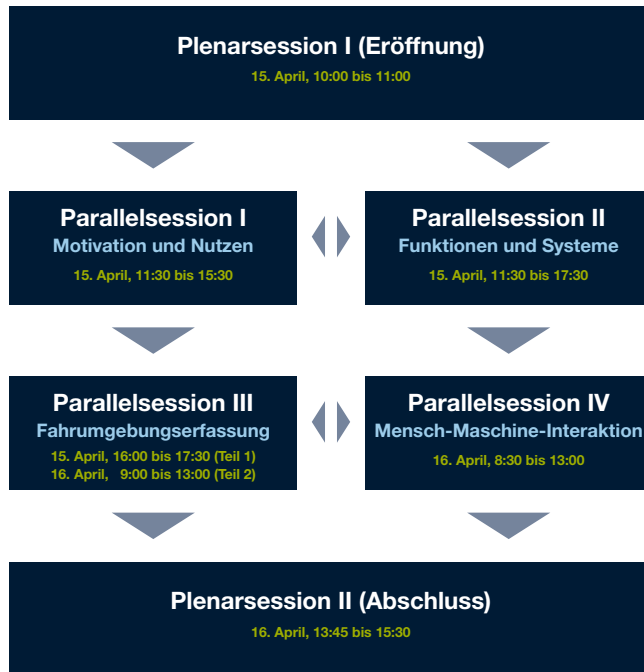 Plenarsession I (Eröffnung)
15. April, 10:00 bis 11:00
Parallelsession I
Motivation und Nutzen
15. April, 11:30 bis 15:30
Parallelsession II
Funktionen und Systeme
15. April, 11:30 bis 17:30
Parallelsession III
Fahrumgebungserfassung
15. April, 16:00 bis 17:30 (Teil 1)
16. April, 9:00 bis 13:00 (Teil 2)
Parallelsession IV
Mensch-Maschine-Interaktion
16. April, 8:30 bis 13:00
Plenarsession II (Abschluss)
16. April, 13:45 bis 15:30